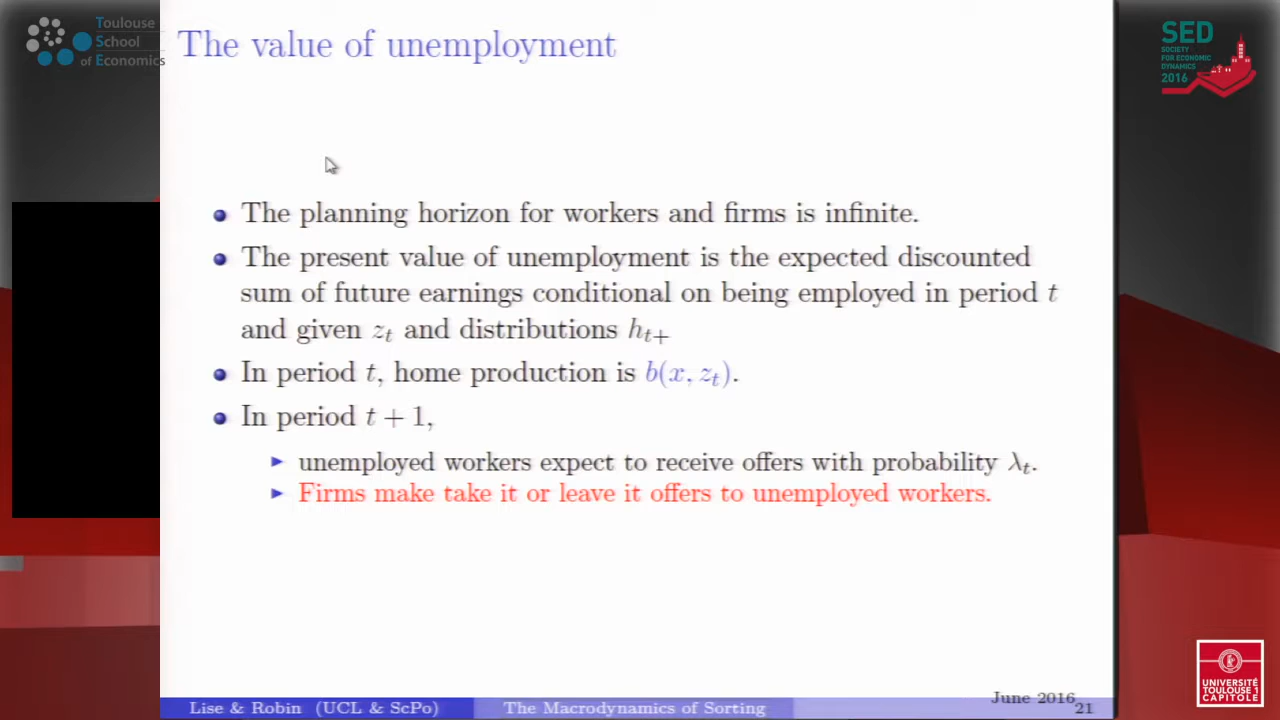 Toulouse
School
of Economics
The value of unemployment
SED
SOCIETY
FOR ECONOMIC
DYNAMICS
2016
The planning horizon for workers and firms is infinite.
The present value of unemployment is the expected discounted
sum of future earnings conditional on being employed in period t
and given z_t and distributions h_{t+}
In period t, home production is b(x, z_t).
In period t + 1,
unemployed workers expect to receive offers with probability λ_t.
Firms make take it or leave it offers to unemployed workers.
UNIVERSITÉ
TOULOUSE 1
CAPITOLE
Lise & Robin (UCL & ScPo)
The Macrodynamics of Sorting
June 2016
21